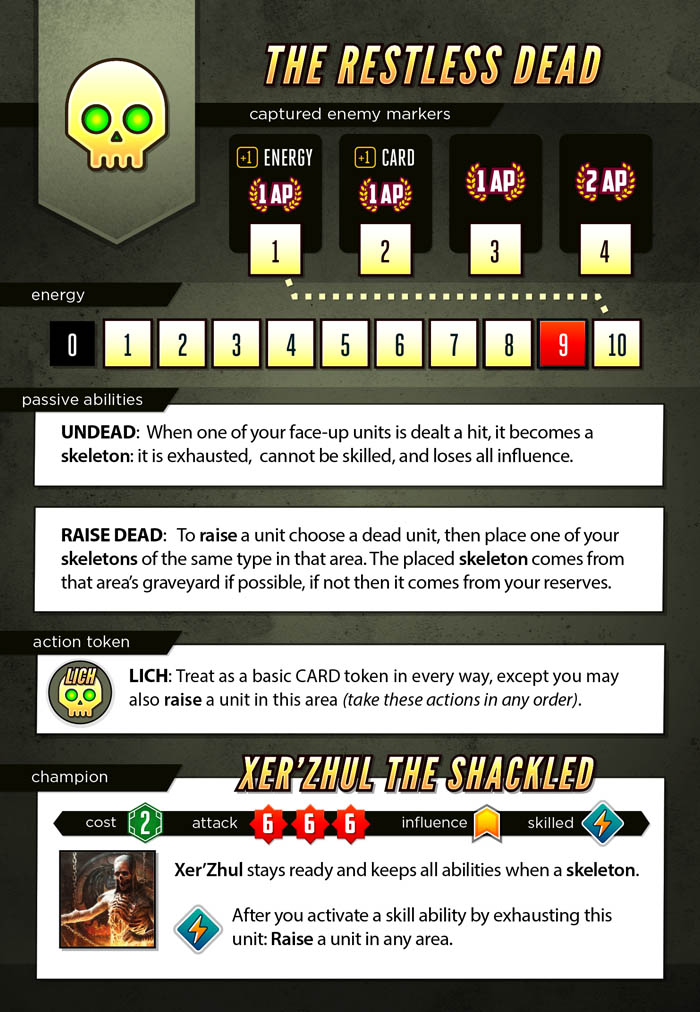 THE RESTLESS DEAD
captured enemy markers
+1 ENERGY
1 AP
1
+1 CARD
1 AP
2
1 AP
3
2 AP
4
energy
0 1 2 3 4 5 6 7 8 9 10
passive abilities
UNDEAD: When one of your face-up units is dealt a hit, it becomes a
skeleton: it is exhausted, cannot be skilled, and loses all influence.
RAISE DEAD: To raise a unit choose a dead unit, then place one of your
skeletons of the same type in that area. The placed skeleton comes from
that area's graveyard if possible, if not then it comes from your reserves.
action token
LICH
LICH: Treat as a basic CARD token in every way, except you may
also raise a unit in this area (take these actions in any order).
champion
XER'ZHUL THE SHACKLED
cost 2 attack 6 6 6 influence skilled
Xer'Zhul stays ready and keeps all abilities when a skeleton.
After you activate a skill ability by exhausting this
unit: Raise a unit in any area.